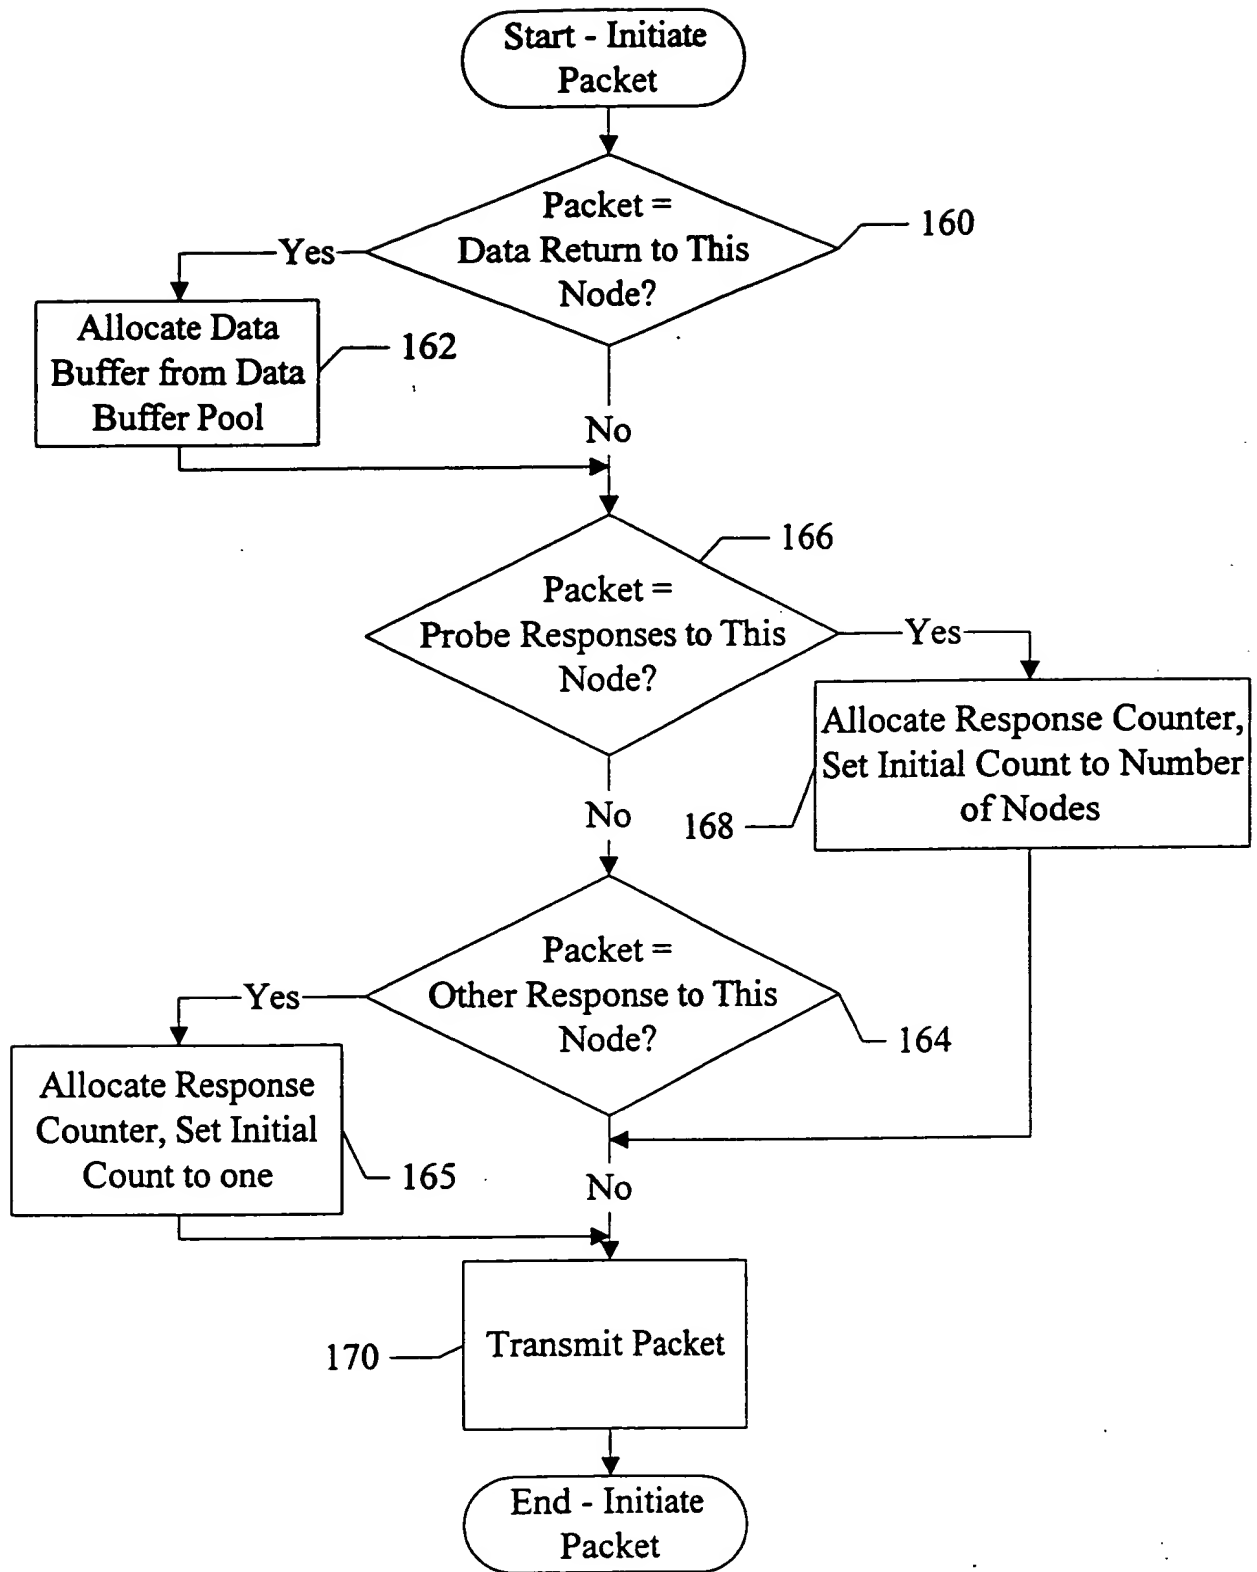 Start - Initiate
Packet
Packet =
Data Return to This
Node?
160
Yes
Allocate Data
Buffer from Data
Buffer Pool
162
No
166
Packet =
Probe Responses to This
Node?
Yes
Allocate Response Counter,
Set Initial Count to Number
of Nodes
168
No
Packet =
Other Response to This
Node?
164
Yes
Allocate Response
Counter, Set Initial
Count to one
165
No
Transmit Packet
170
End - Initiate
Packet